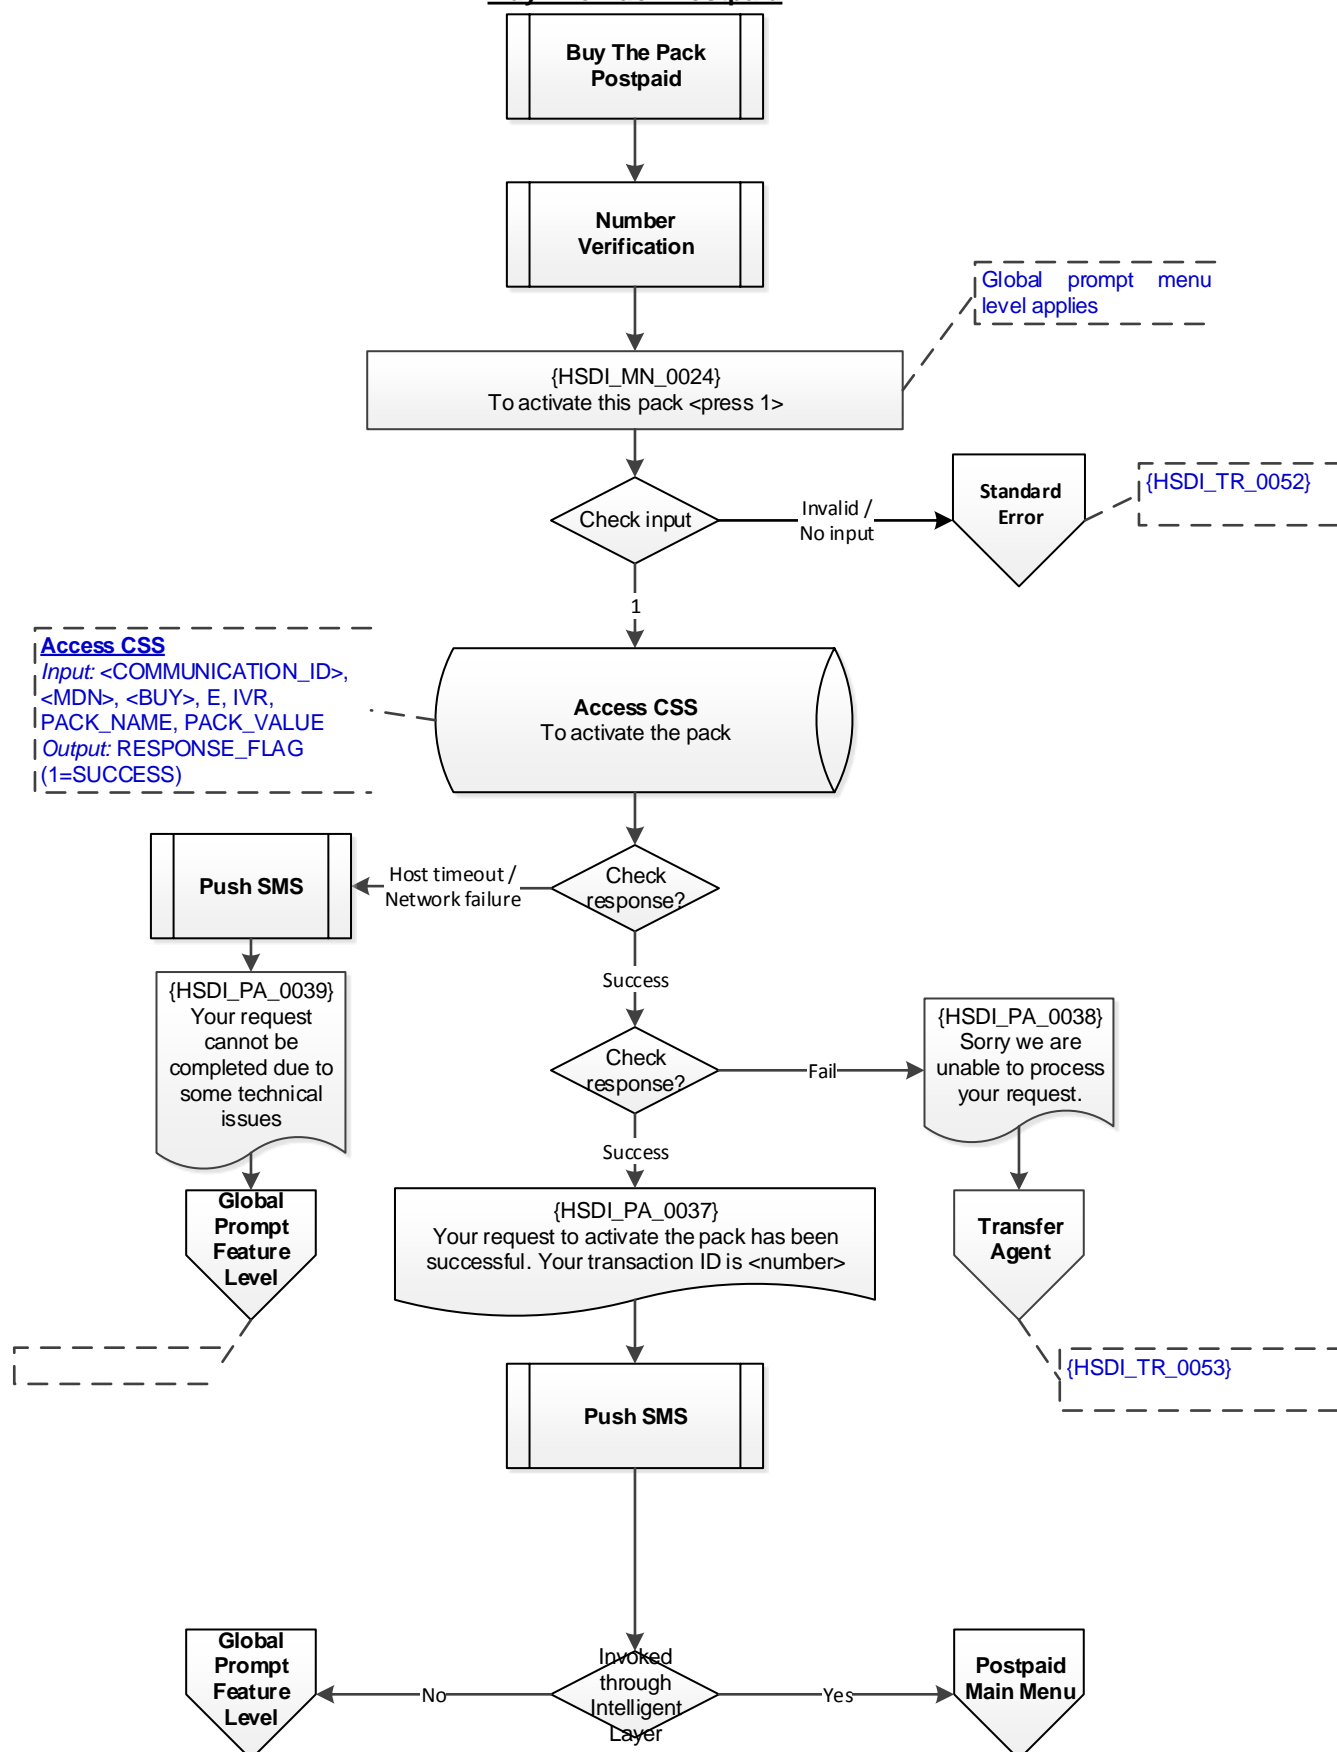 Buy The Pack
Postpaid
Number
Verification
Global prompt menu
level applies
{HSDI_MN_0024}
To activate this pack <press 1>
Check input
Invalid /
No input
Standard
Error
{HSDI_TR_0052}
1
Access CSS
Input: <COMMUNICATION_ID>,
<MDN>, <BUY>, E, IVR,
PACK_NAME, PACK_VALUE
Output: RESPONSE_FLAG
(1=SUCCESS)
Access CSS
To activate the pack
Push SMS
Host timeout /
Network failure
Check
response?
Success
{HSDI_PA_0039}
Your request
cannot be
completed due to
some technical
issues
Check
response?
Fail
{HSDI_PA_0038}
Sorry we are
unable to process
your request.
Success
Global
Prompt
Feature
Level
{HSDI_PA_0037}
Your request to activate the pack has been
successful. Your transaction ID is <number>
Transfer
Agent
{HSDI_TR_0053}
Push SMS
Global
Prompt
Feature
Level
No
Invoked
through
Intelligent
Layer
Yes
Postpaid
Main Menu